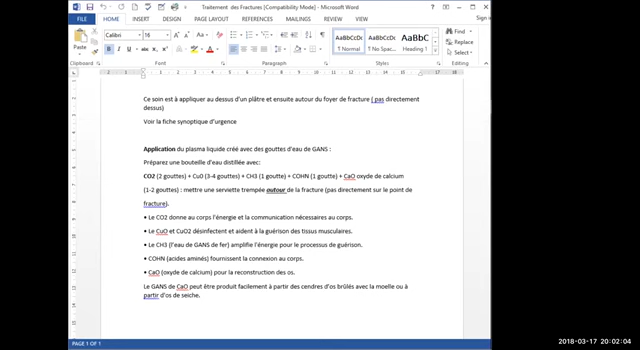 Traitement des Fractures [Compatibility Mode] - Microsoft Word
FILE HOME INSERT DESIGN PAGE LAYOUT REFERENCES MAILINGS REVIEW VIEW Sign in
Paste
Calibri 16
Clipboard Font Paragraph Styles Editing
AaBbCcDc AaBbCcDc AaBbC
¶ Normal ¶ No Spac... Heading 1
Find
Replace
Select
Ce soin est à appliquer au dessus d'un plâtre et ensuite autour du foyer de fracture ( pas directement
dessus)
Voir la fiche synoptique d'urgence
Application du plasma liquide créé avec des gouttes d'eau de GANS :
Préparez une bouteille d'eau distillée avec:
CO2 (2 gouttes) + Cu0 (3-4 gouttes) + CH3 (1 goutte) + COHN (1 goutte) + CaO oxyde de calcium
(1-2 gouttes) : mettre une serviette trempée autour de la fracture (pas directement sur le point de
fracture).
• Le CO2 donne au corps l'énergie et la communication nécessaires au corps.
• Le CuO et CuO2 désinfectent et aident à la guérison des tissus musculaires.
• Le CH3 (l'eau de GANS de fer) amplifie l'énergie pour le processus de guérison.
• COHN (acides aminés) fournissent la connexion au corps.
• CaO (oxyde de calcium) pour la reconstruction des os.
Le GANS de CaO peut être produit facilement à partir des cendres d'os brûlés avec la moelle ou à
partir d'os de seiche.
PAGE 1 OF 1
2018-03-17 20:02:04